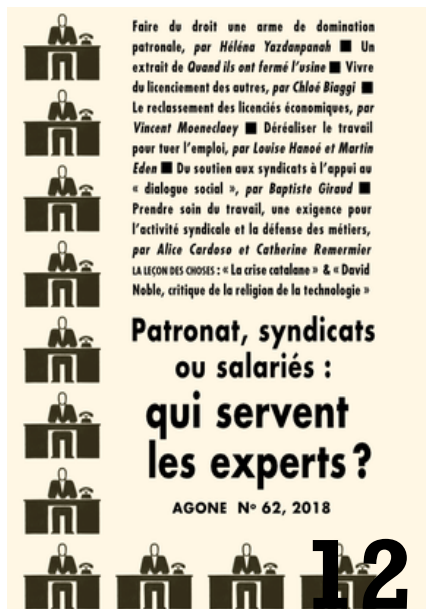 Faire du droit une arme de domination
patronale, par Héléna Yazdanpanah ■ Un
extrait de Quand ils ont fermé l'usine ■ Vivre
du licenciement des autres, par Chloé Biaggi ■
Le reclassement des licenciés économiques, par
Vincent Moeneclaey ■ Déréaliser le travail
pour tuer l'emploi, par Louise Hanoé et Martin
Eden ■ Du soutien aux syndicats à l'appui au
« dialogue social », par Baptiste Giraud ■
Prendre soin du travail, une exigence pour
l'activité syndicale et la défense des métiers,
par Alice Cardoso et Catherine Remermier
LA LEÇON DES CHOSES : « La crise catalane » & « David
Noble, critique de la religion de la technologie »
Patronat, syndicats
ou salariés :
qui servent
les experts ?
AGONE Nº 62, 2018
12